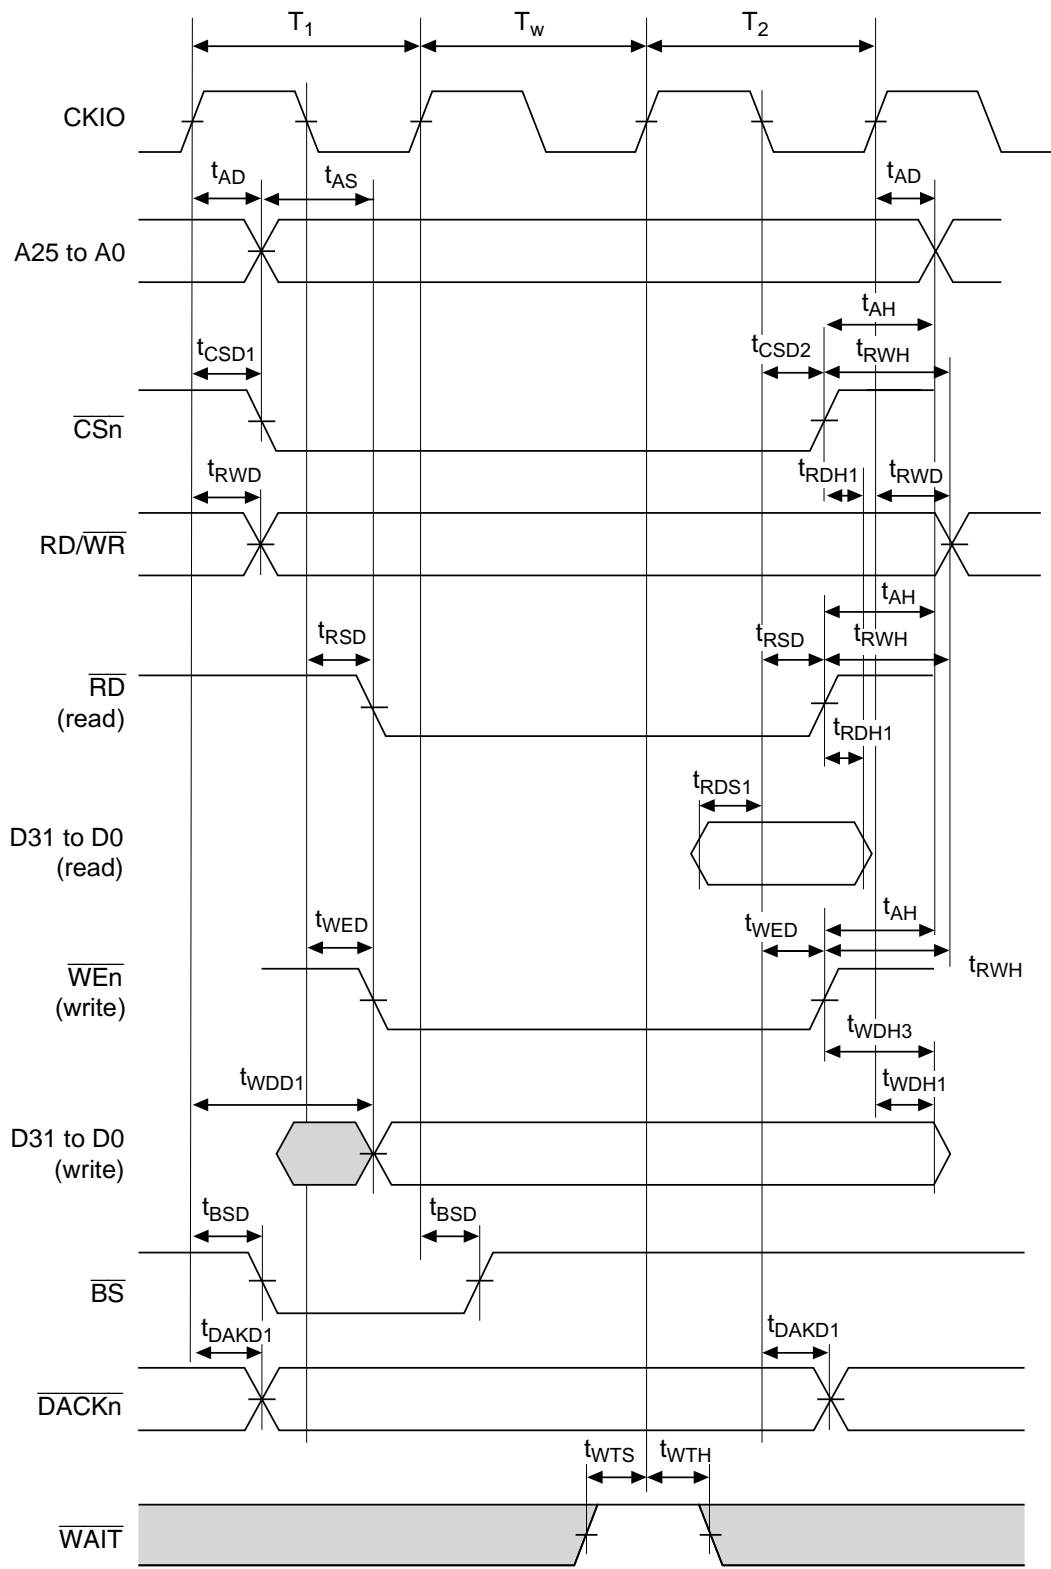 T1 Tw T2
CKIO
tAD tAS tAD
A25 to A0
tAH
tCSD1 tCSD2 tRWH
CSn
tRWD tRDH1 tRWD
RD/WR
tAH
tRSD tRSD tRWH
RD
(read)
tRDH1
tRDS1
D31 to D0
(read)
tAH
tWED tWED
tRWH
WEn
(write)
tWDH3
tWDD1 tWDH1
D31 to D0
(write)
tBSD tBSD
BS
tDAKD1 tDAKD1
DACKn
tWTS tWTH
WAIT